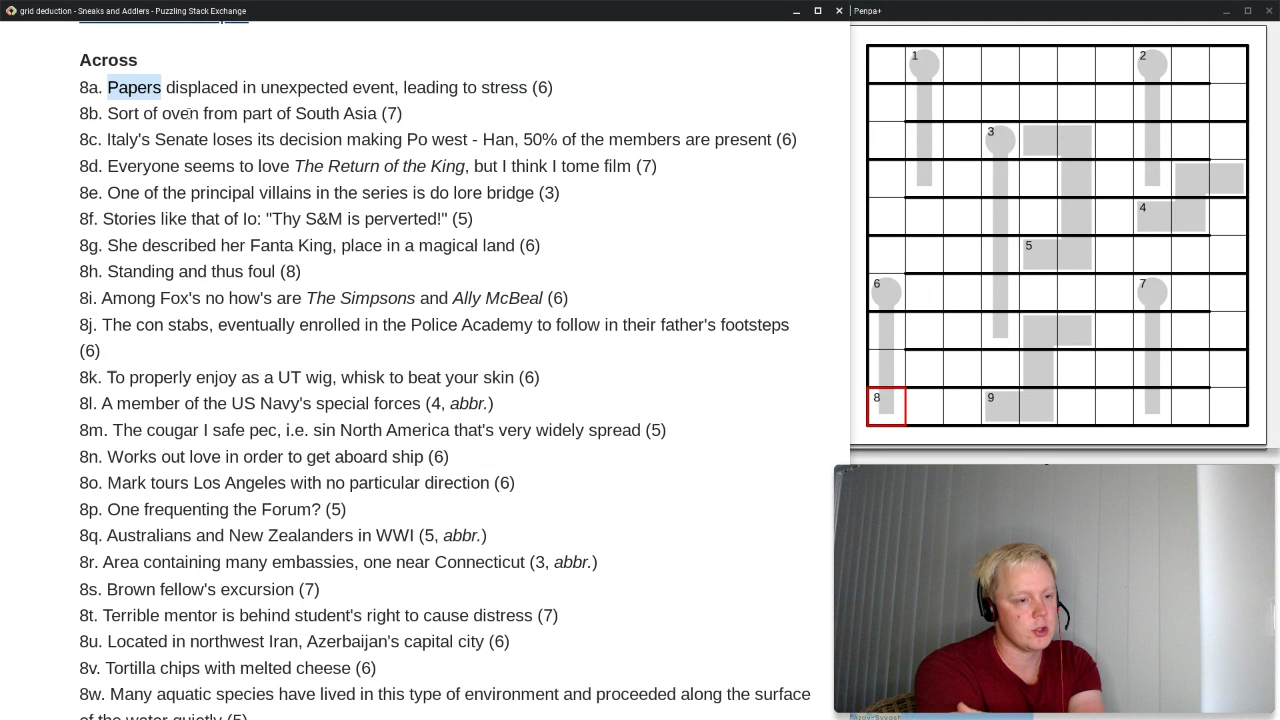 grid deduction - Sneaks and Addlers - Puzzling Stack Exchange
Penpa+
Across
8a. Papers displaced in unexpected event, leading to stress (6)
8b. Sort of oven from part of South Asia (7)
8c. Italy's Senate loses its decision making Po west - Han, 50% of the members are present (6)
8d. Everyone seems to love The Return of the King, but I think I tome film (7)
8e. One of the principal villains in the series is do lore bridge (3)
8f. Stories like that of Io: "Thy S&M is perverted!" (5)
8g. She described her Fanta King, place in a magical land (6)
8h. Standing and thus foul (8)
8i. Among Fox's no how's are The Simpsons and Ally McBeal (6)
8j. The con stabs, eventually enrolled in the Police Academy to follow in their father's footsteps
(6)
8k. To properly enjoy as a UT wig, whisk to beat your skin (6)
8l. A member of the US Navy's special forces (4, abbr.)
8m. The cougar I safe pec, i.e. sin North America that's very widely spread (5)
8n. Works out love in order to get aboard ship (6)
8o. Mark tours Los Angeles with no particular direction (6)
8p. One frequenting the Forum? (5)
8q. Australians and New Zealanders in WWI (5, abbr.)
8r. Area containing many embassies, one near Connecticut (3, abbr.)
8s. Brown fellow's excursion (7)
8t. Terrible mentor is behind student's right to cause distress (7)
8u. Located in northwest Iran, Azerbaijan's capital city (6)
8v. Tortilla chips with melted cheese (6)
8w. Many aquatic species have lived in this type of environment and proceeded along the surface
of the water quietly (5)
1
2
3
4
5
6
7
8
9